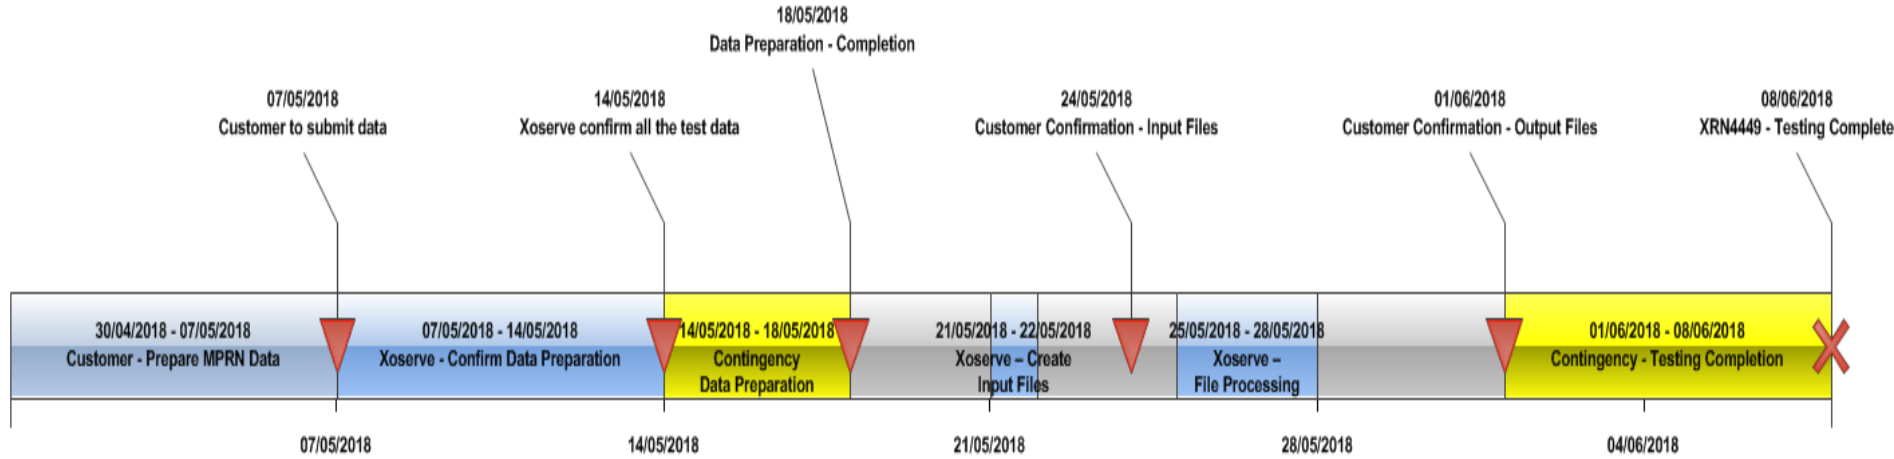 18/05/2018
Data Preparation - Completion
07/05/2018
Customer to submit data
14/05/2018
Xoserve confirm all the test data
24/05/2018
Customer Confirmation - Input Files
01/06/2018
Customer Confirmation - Output Files
08/06/2018
XRN4449 - Testing Complete
30/04/2018 - 07/05/2018
Customer - Prepare MPRN Data
07/05/2018 - 14/05/2018
Xoserve - Confirm Data Preparation
14/05/2018 - 18/05/2018
Contingency
Data Preparation
21/05/2018 - 22/05/2018
Xoserve – Create
Input Files
25/05/2018 - 28/05/2018
Xoserve –
File Processing
01/06/2018 - 08/06/2018
Contingency - Testing Completion
07/05/2018
14/05/2018
21/05/2018
28/05/2018
04/06/2018